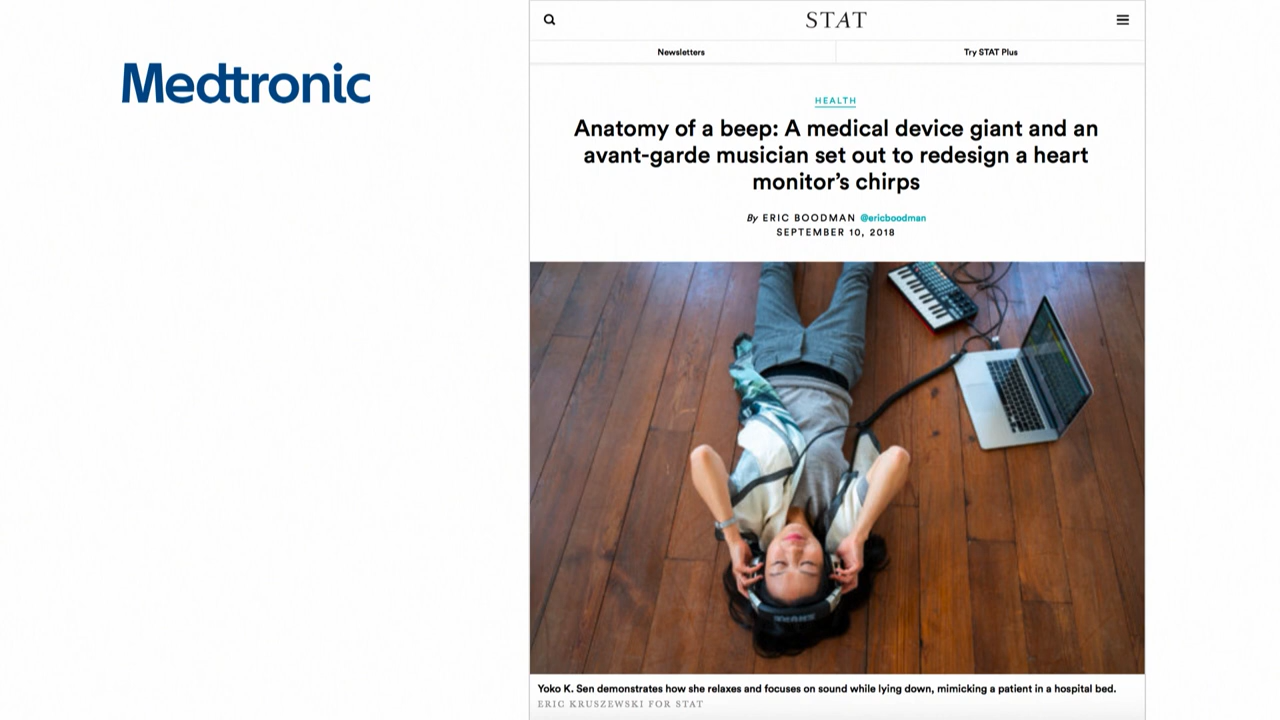 Medtronic
STAT
Newsletters
Try STAT Plus
HEALTH
Anatomy of a beep: A medical device giant and an
avant-garde musician set out to redesign a heart
monitor's chirps
By ERIC BOODMAN @ericboodman
SEPTEMBER 10, 2018
Yoko K. Sen demonstrates how she relaxes and focuses on sound while lying down, mimicking a patient in a hospital bed.
ERIC KRUSZEWSKI FOR STAT